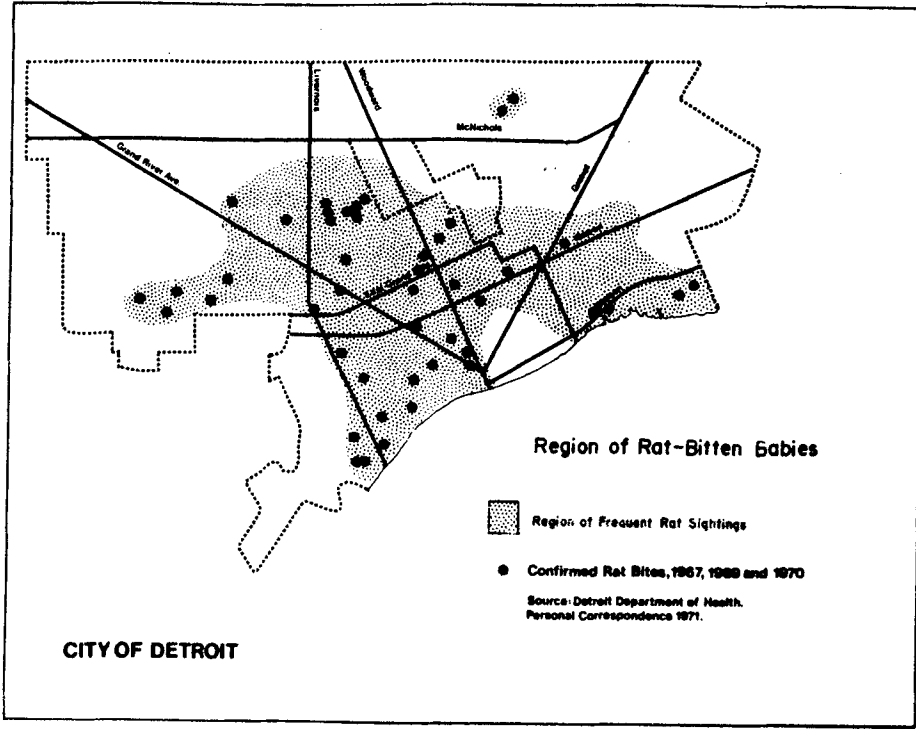 Livernois
Woodward
McNichols
Grand River Ave.
Gratiot
Region of Rat-Bitten Babies
Region of Frequent Rat Sightings
Confirmed Rat Bites, 1967, 1969 and 1970
Source: Detroit Department of Health.
Personal Correspondence 1971.
CITY OF DETROIT